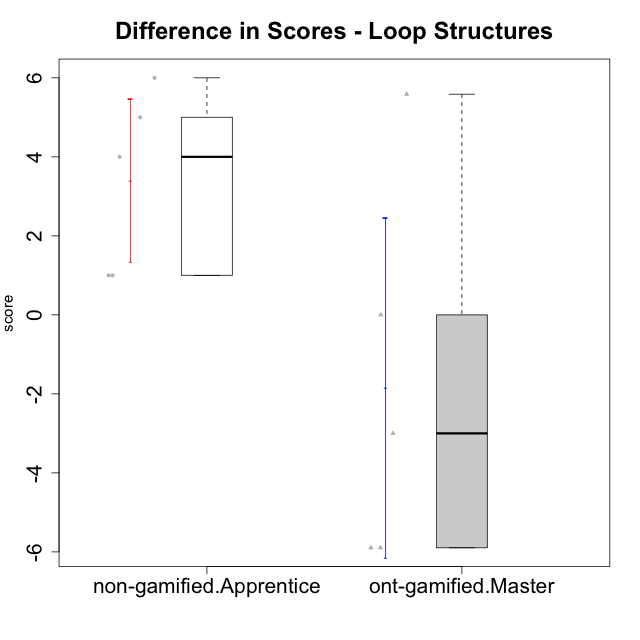 Difference in Scores - Loop Structures
score
6
4
2
0
-2
-4
-6
non-gamified.Apprentice
ont-gamified.Master